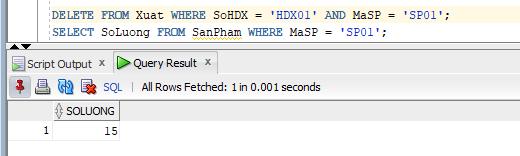 DELETE FROM Xuat WHERE SoHDX = 'HDX01' AND MaSP = 'SP01';
SELECT SoLuong FROM SanPham WHERE MaSP = 'SP01';
Script Output x Query Result x
SQL | All Rows Fetched: 1 in 0.001 seconds
SOLUONG
1 15